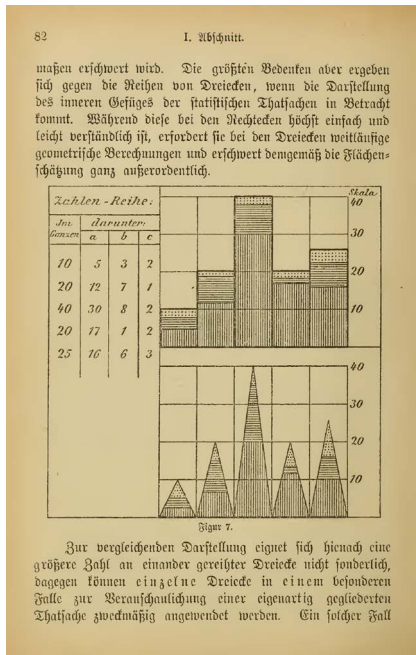 82
I. Abschnitt.
maßen erschwert wird. Die größten Bedenken aber ergeben
sich gegen die Reihen von Dreiecken, wenn die Darstellung
des inneren Gefüges der statistischen Thatsachen in Betracht
kommt. Während diese bei den Rechtecken höchst einfach und
leicht verständlich ist, erfordert sie bei den Dreiecken weitläufige
geometrische Berechnungen und erschwert demgemäß die Flächen-
schätzung ganz außerordentlich.
Zahlen-Reihe:
Im Ganzen
darunter:
a b c
10 5 3 2
20 12 7 1
40 30 8 2
20 17 1 2
25 16 6 3
Skala
40
30
20
10
40
30
20
10
Figur 7.
Zur vergleichenden Darstellung eignet sich hienach eine
größere Zahl an einander gereihter Dreiecke nicht sonderlich,
dagegen können einzelne Dreiecke in einem besonderen
Falle zur Veranschaulichung einer eigenartig gegliederten
Thatsache zweckmäßig angewendet werden. Ein solcher Fall